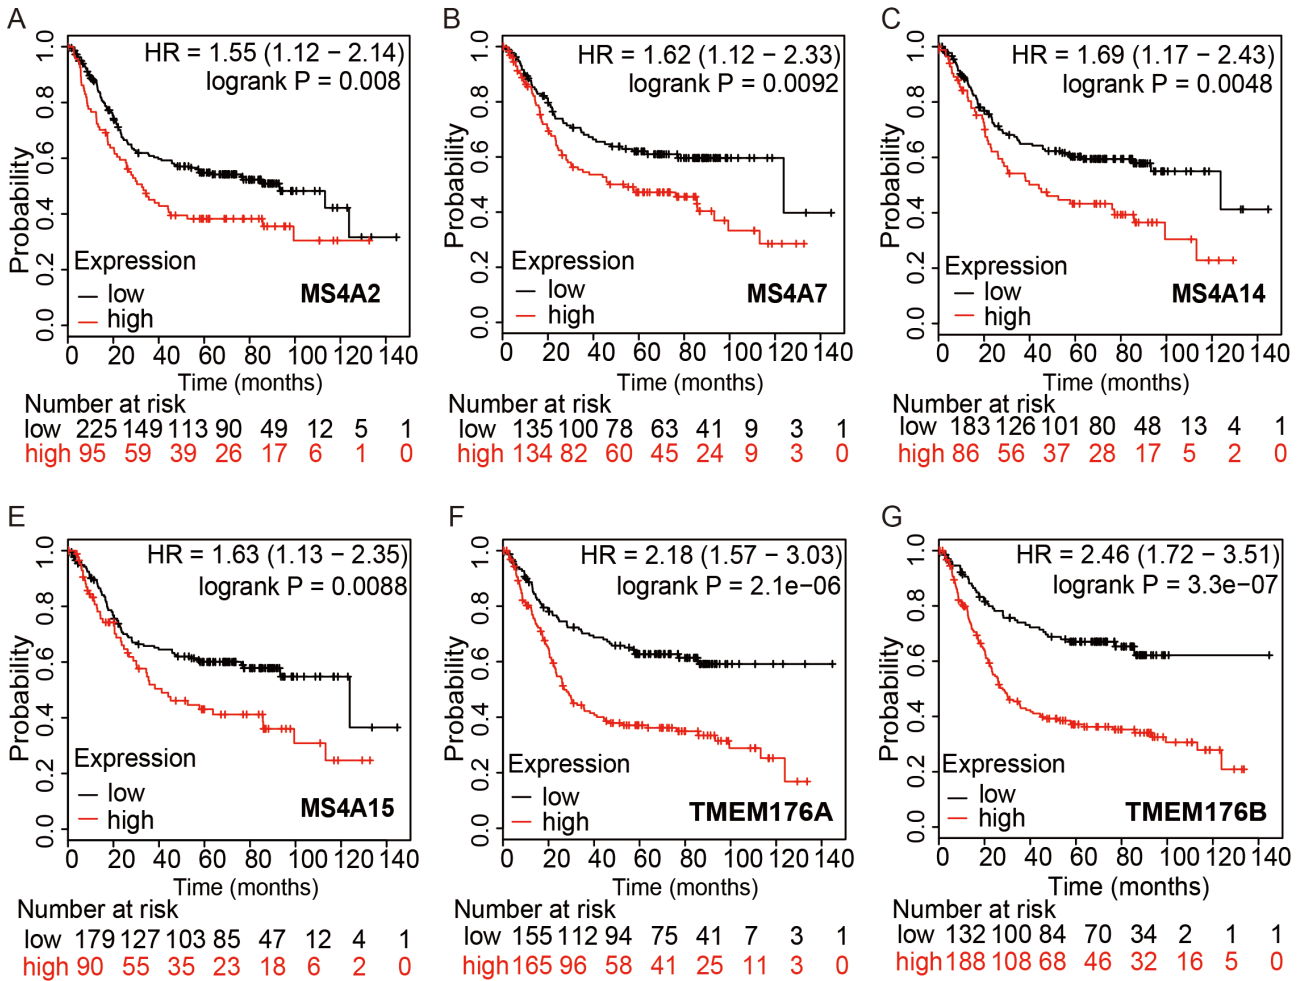 A
HR = 1.55 (1.12 − 2.14)
logrank P = 0.008
Probability
1.0
0.8
0.6
0.4
0.2
0.0
Expression
low
high
MS4A2
0 20 40 60 80 100 120 140
Time (months)
Number at risk
low 225 149 113 90 49 12 5 1
high 95 59 39 26 17 6 1 0
B
HR = 1.62 (1.12 − 2.33)
logrank P = 0.0092
Probability
1.0
0.8
0.6
0.4
0.2
0.0
Expression
low
high
MS4A7
0 20 40 60 80 100 120 140
Time (months)
Number at risk
low 135 100 78 63 41 9 3 1
high 134 82 60 45 24 9 3 0
C
HR = 1.69 (1.17 − 2.43)
logrank P = 0.0048
Probability
1.0
0.8
0.6
0.4
0.2
0.0
Expression
low
high
MS4A14
0 20 40 60 80 100 120 140
Time (months)
Number at risk
low 183 126 101 80 48 13 4 1
high 86 56 37 28 17 5 2 0
E
HR = 1.63 (1.13 − 2.35)
logrank P = 0.0088
Probability
1.0
0.8
0.6
0.4
0.2
0.0
Expression
low
high
MS4A15
0 20 40 60 80 100 120 140
Time (months)
Number at risk
low 179 127 103 85 47 12 4 1
high 90 55 35 23 18 6 2 0
F
HR = 2.18 (1.57 − 3.03)
logrank P = 2.1e−06
Probability
1.0
0.8
0.6
0.4
0.2
0.0
Expression
low
high
TMEM176A
0 20 40 60 80 100 120 140
Time (months)
Number at risk
low 155 112 94 75 41 7 3 1
high 165 96 58 41 25 11 3 0
G
HR = 2.46 (1.72 − 3.51)
logrank P = 3.3e−07
Probability
1.0
0.8
0.6
0.4
0.2
0.0
Expression
low
high
TMEM176B
0 20 40 60 80 100 120 140
Time (months)
Number at risk
low 132 100 84 70 34 2 1 1
high 188 108 68 46 32 16 5 0